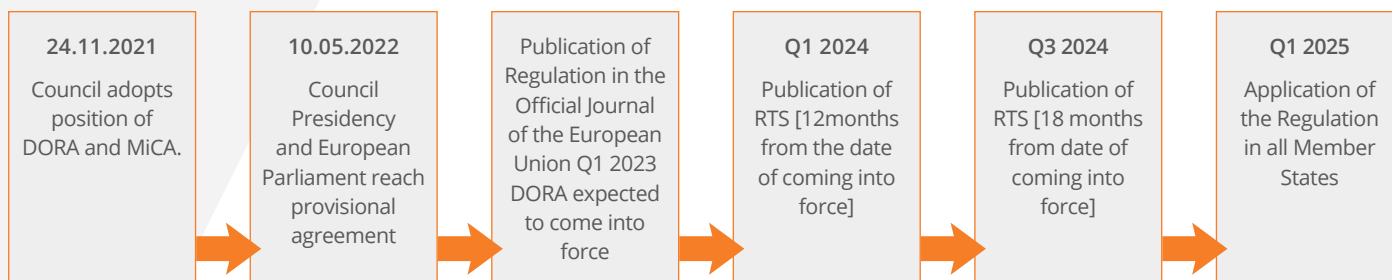 24.11.2021
Council adopts
position of
DORA and MiCA.
10.05.2022
Council
Presidency
and European
Parliament reach
provisional
agreement
Publication of
Regulation in the
Official Journal
of the European
Union Q1 2023
DORA expected
to come into
force
Q1 2024
Publication of
RTS [12months
from the date
of coming into
force]
Q3 2024
Publication of
RTS [18 months
from date of
coming into
force]
Q1 2025
Application of
the Regulation
in all Member
States